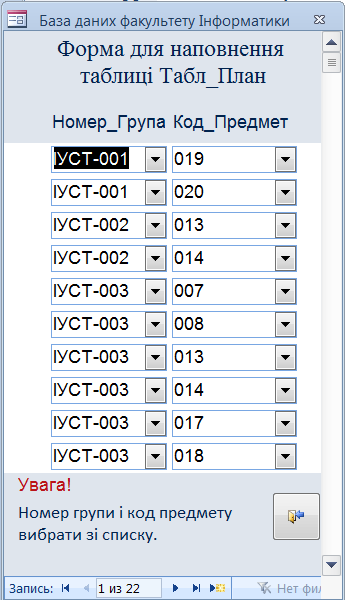 База даних факультету Інформатики
Форма для наповнення
таблиці Табл_План
Номер_Група Код_Предмет
ІУСТ-001 019
ІУСТ-001 020
ІУСТ-002 013
ІУСТ-002 014
ІУСТ-003 007
ІУСТ-003 008
ІУСТ-003 013
ІУСТ-003 014
ІУСТ-003 017
ІУСТ-003 018
Увага!
Номер групи і код предмету
вибрати зі списку.
Запись: 1 из 22 Нет фил